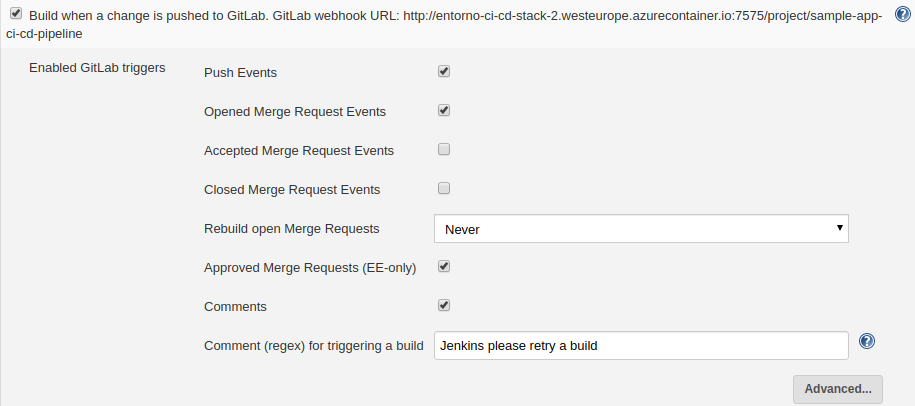 Build when a change is pushed to GitLab. GitLab webhook URL: http://entorno-ci-cd-stack-2.westeurope.azurecontainer.io:7575/project/sample-app-
ci-cd-pipeline
Enabled GitLab triggers
Push Events
Opened Merge Request Events
Accepted Merge Request Events
Closed Merge Request Events
Rebuild open Merge Requests Never
Approved Merge Requests (EE-only)
Comments
Comment (regex) for triggering a build Jenkins please retry a build
Advanced...